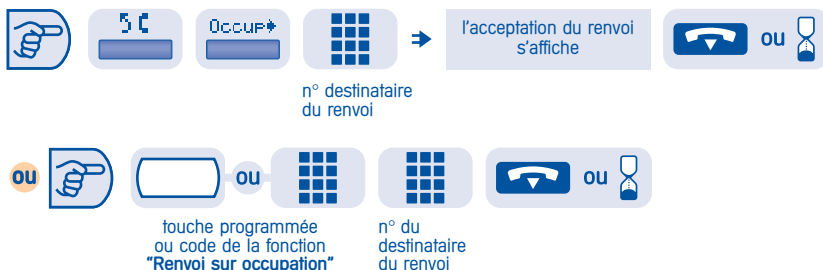 5 C
Occup
l'acceptation du renvoi
s'affiche
ou
n° destinataire
du renvoi
ou
ou
ou
touche programmée
ou code de la fonction
"Renvoi sur occupation"
n° du
destinataire
du renvoi